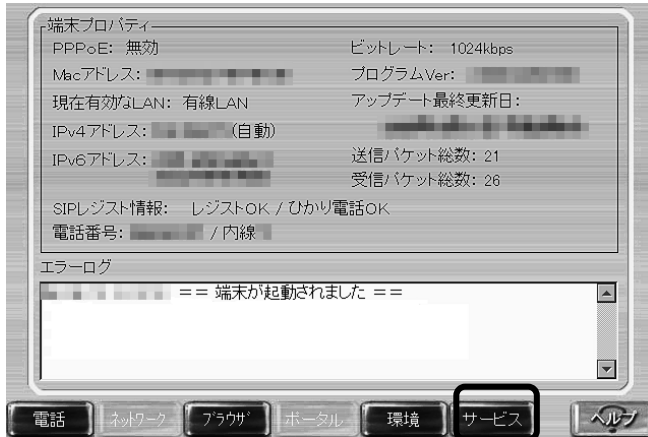 端末プロパティ
PPPoE: 無効
ビットレート: 1024kbps
Macアドレス:
プログラムVer:
現在有効なLAN: 有線LAN
アップデート最終更新日:
IPv4アドレス: (自動)
IPv6アドレス:
送信パケット総数: 21
受信パケット総数: 26
SIPレジスト情報: レジストOK / ひかり電話OK
電話番号: / 内線
エラーログ
== 端末が起動されました ==
電話 ネットワーク ブラウザ ポータル 環境 サービス ヘルプ